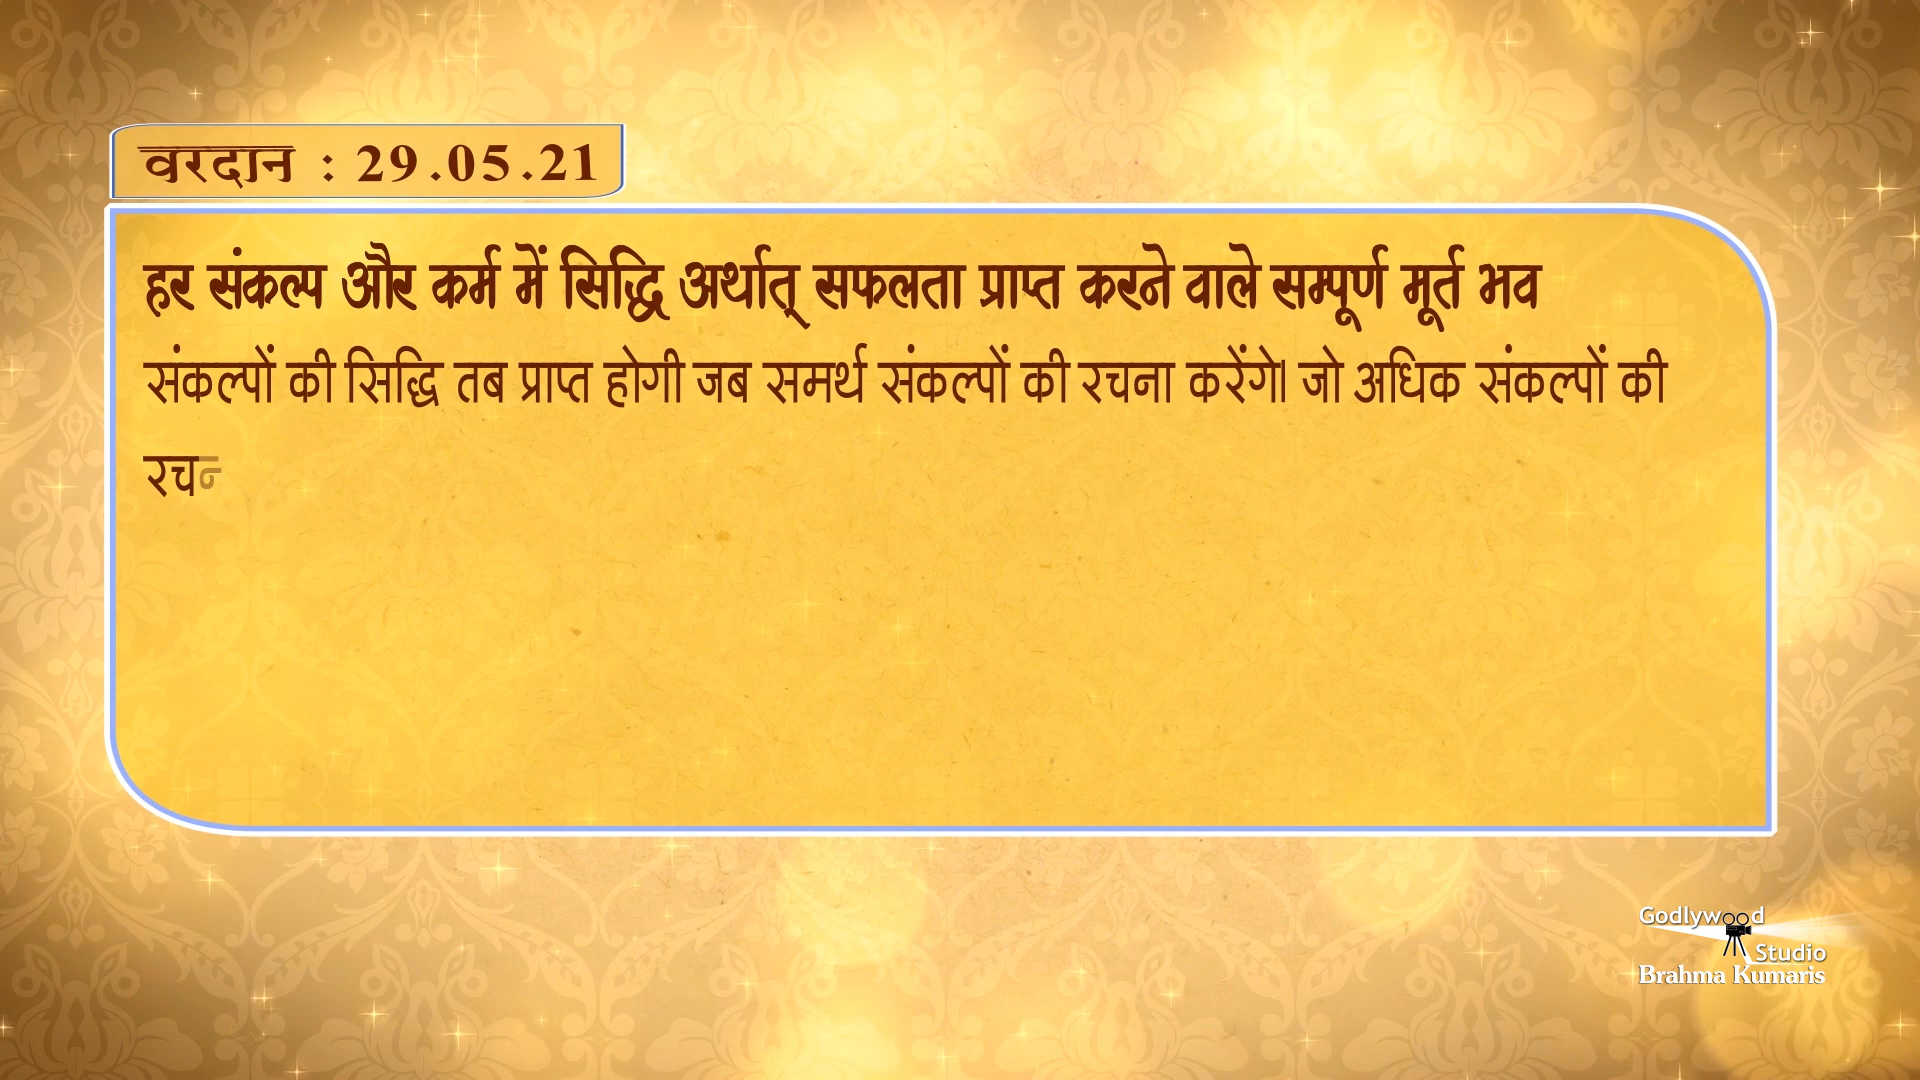 वरदान : 29.05.21
हर संकल्प और कर्म में सिद्धि अर्थात् सफलता प्राप्त करने वाले सम्पूर्ण मूर्त भव
संकल्पों की सिद्धि तब प्राप्त होगी जब समर्थ संकल्पों की रचना करेंगे। जो अधिक संकल्पों की
रचन
Godlywood
Studio
Brahma Kumaris